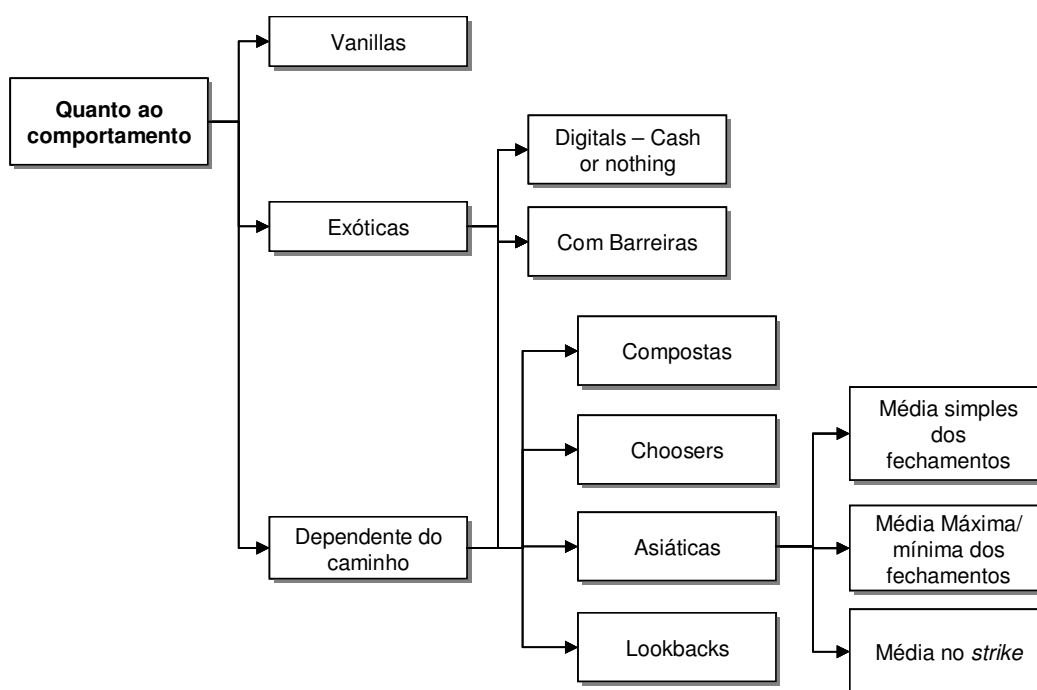 Vanillas
Quanto ao
comportamento
Digitals – Cash
or nothing
Exóticas
Com Barreiras
Compostas
Média simples
dos
fechamentos
Choosers
Dependente do
caminho
Asiáticas
Média Máxima/
mínima dos
fechamentos
Lookbacks
Média no strike